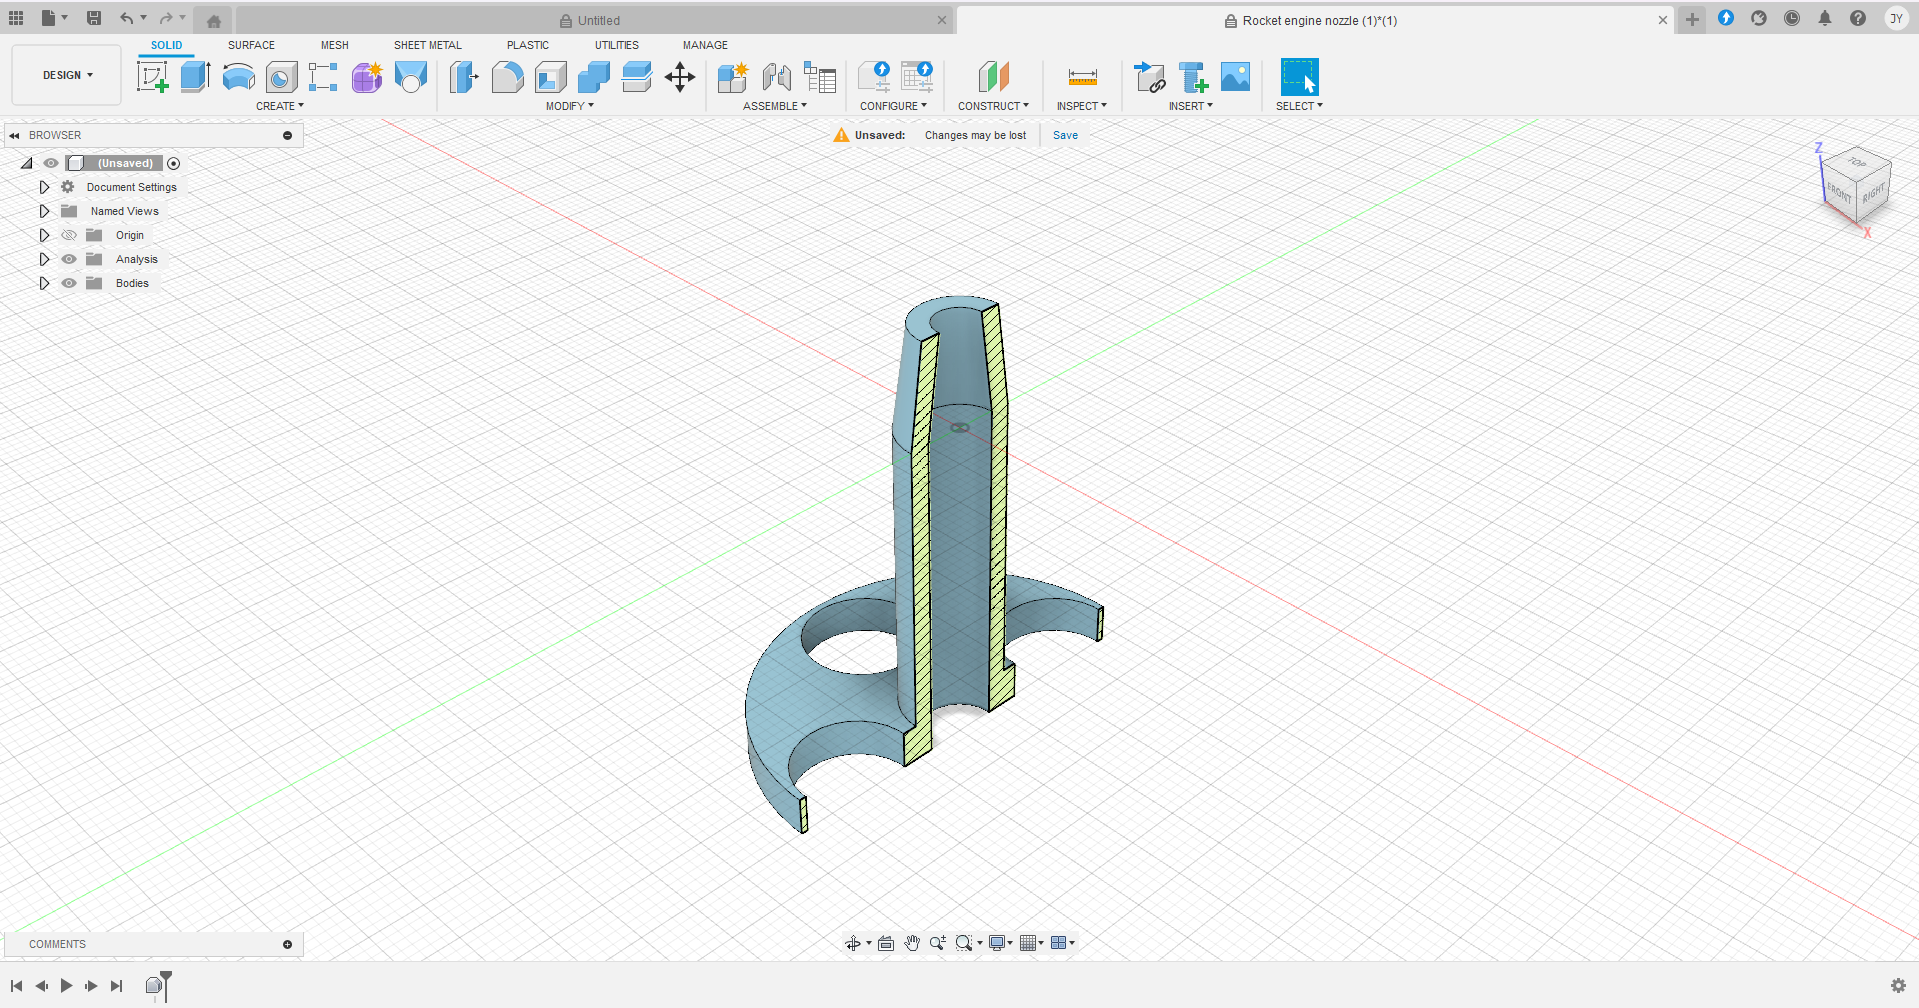 Untitled
Rocket engine nozzle (1)*(1)
JY
DESIGN
SOLID
SURFACE
MESH
SHEET METAL
PLASTIC
UTILITIES
MANAGE
CREATE
MODIFY
ASSEMBLE
CONFIGURE
CONSTRUCT
INSPECT
INSERT
SELECT
BROWSER
Unsaved: Changes may be lost Save
(Unsaved)
Document Settings
Named Views
Origin
Analysis
Bodies
Z
TOP
FRONT
RIGHT
X
COMMENTS